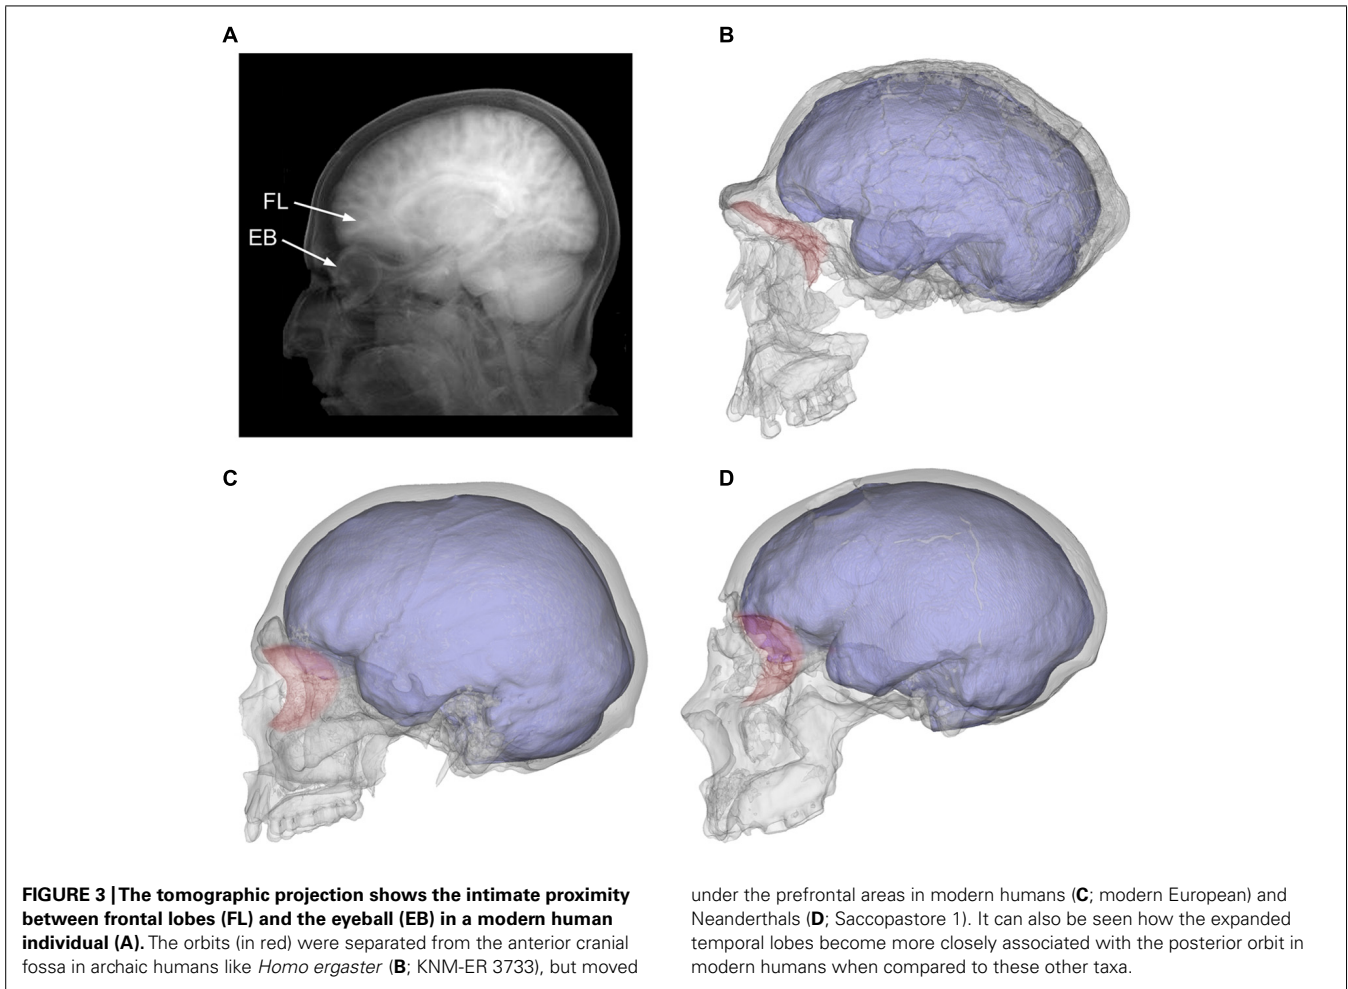 A
B
FL
EB
C
D
FIGURE 3 | The tomographic projection shows the intimate proximity
between frontal lobes (FL) and the eyeball (EB) in a modern human
individual (A). The orbits (in red) were separated from the anterior cranial
fossa in archaic humans like Homo ergaster (B; KNM-ER 3733), but moved
under the prefrontal areas in modern humans (C; modern European) and
Neanderthals (D; Saccopastore 1). It can also be seen how the expanded
temporal lobes become more closely associated with the posterior orbit in
modern humans when compared to these other taxa.